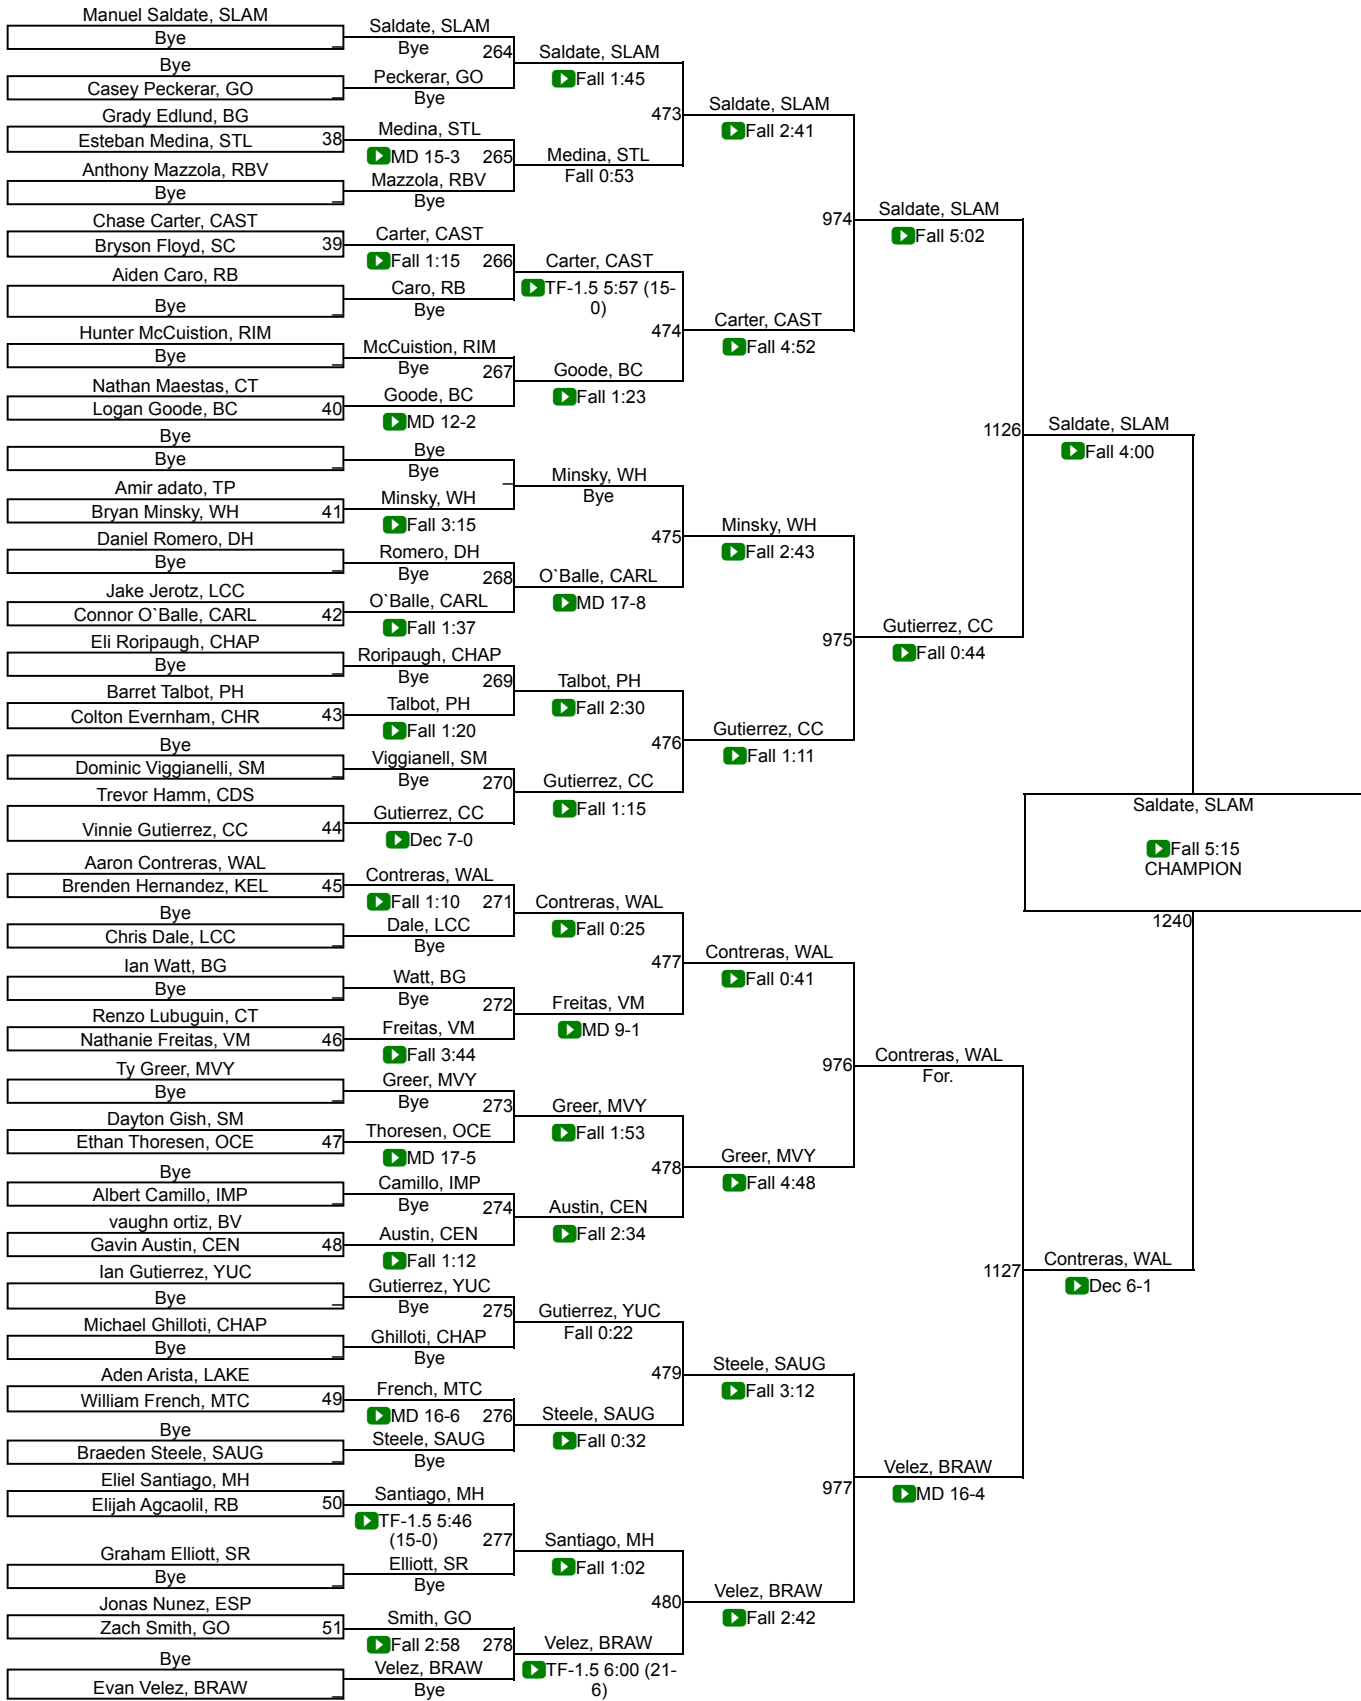 Manuel Saldate, SLAM
Bye _
Bye
Casey Peckerar, GO _
Grady Edlund, BG
Esteban Medina, STL 38
Anthony Mazzola, RBV
Bye _
Chase Carter, CAST
Bryson Floyd, SC 39
Aiden Caro, RB
Bye _
Hunter McCuistion, RIM
Bye _
Nathan Maestas, CT
Logan Goode, BC 40
Bye
Bye _
Amir adato, TP
Bryan Minsky, WH 41
Daniel Romero, DH
Bye _
Jake Jerotz, LCC
Connor O`Balle, CARL 42
Eli Roripaugh, CHAP
Bye _
Barret Talbot, PH
Colton Evernham, CHR 43
Bye
Dominic Viggianelli, SM _
Trevor Hamm, CDS
Vinnie Gutierrez, CC 44
Aaron Contreras, WAL
Brenden Hernandez, KEL 45
Bye
Chris Dale, LCC _
Ian Watt, BG
Bye _
Renzo Lubuguin, CT
Nathanie Freitas, VM 46
Ty Greer, MVY
Bye _
Dayton Gish, SM
Ethan Thoresen, OCE 47
Bye
Albert Camillo, IMP _
vaughn ortiz, BV
Gavin Austin, CEN 48
Ian Gutierrez, YUC
Bye _
Michael Ghilloti, CHAP
Bye _
Aden Arista, LAKE
William French, MTC 49
Bye
Braeden Steele, SAUG _
Eliel Santiago, MH
Elijah Agcaolil, RB 50
Graham Elliott, SR
Bye _
Jonas Nunez, ESP
Zach Smith, GO 51
Bye
Evan Velez, BRAW _
Saldate, SLAM
Bye 264
Peckerar, GO
Bye
Medina, STL
MD 15-3 265
Mazzola, RBV
Bye
Carter, CAST
Fall 1:15 266
Caro, RB
Bye
McCuistion, RIM
Bye 267
Goode, BC
MD 12-2
Bye
Bye _
Minsky, WH
Fall 3:15
Romero, DH
Bye 268
O`Balle, CARL
Fall 1:37
Roripaugh, CHAP
Bye 269
Talbot, PH
Fall 1:20
Viggianell, SM
Bye 270
Gutierrez, CC
Dec 7-0
Contreras, WAL
Fall 1:10 271
Dale, LCC
Bye
Watt, BG
Bye 272
Freitas, VM
Fall 3:44
Greer, MVY
Bye 273
Thoresen, OCE
MD 17-5
Camillo, IMP
Bye 274
Austin, CEN
Fall 1:12
Gutierrez, YUC
Bye 275
Ghilloti, CHAP
Bye
French, MTC
MD 16-6 276
Steele, SAUG
Bye
Santiago, MH
TF-1.5 5:46
(15-0) 277
Elliott, SR
Bye
Smith, GO
Fall 2:58 278
Velez, BRAW
Bye
Saldate, SLAM
Fall 1:45
473
Medina, STL
Fall 0:53
Carter, CAST
TF-1.5 5:57 (15-
0)
474
Goode, BC
Fall 1:23
Minsky, WH
Bye
475
O`Balle, CARL
MD 17-8
Talbot, PH
Fall 2:30
476
Gutierrez, CC
Fall 1:15
Contreras, WAL
Fall 0:25
477
Freitas, VM
MD 9-1
Greer, MVY
Fall 1:53
478
Austin, CEN
Fall 2:34
Gutierrez, YUC
Fall 0:22
479
Steele, SAUG
Fall 0:32
Santiago, MH
Fall 1:02
480
Velez, BRAW
TF-1.5 6:00 (21-
6)
Saldate, SLAM
Fall 2:41
974
Carter, CAST
Fall 4:52
Minsky, WH
Fall 2:43
975
Gutierrez, CC
Fall 1:11
Contreras, WAL
Fall 0:41
976
Greer, MVY
Fall 4:48
Steele, SAUG
Fall 3:12
977
Velez, BRAW
Fall 2:42
Saldate, SLAM
Fall 5:02
1126
Gutierrez, CC
Fall 0:44
Contreras, WAL
For.
1127
Velez, BRAW
MD 16-4
Saldate, SLAM
Fall 4:00
Saldate, SLAM
Fall 5:15
CHAMPION
1240
Contreras, WAL
Dec 6-1